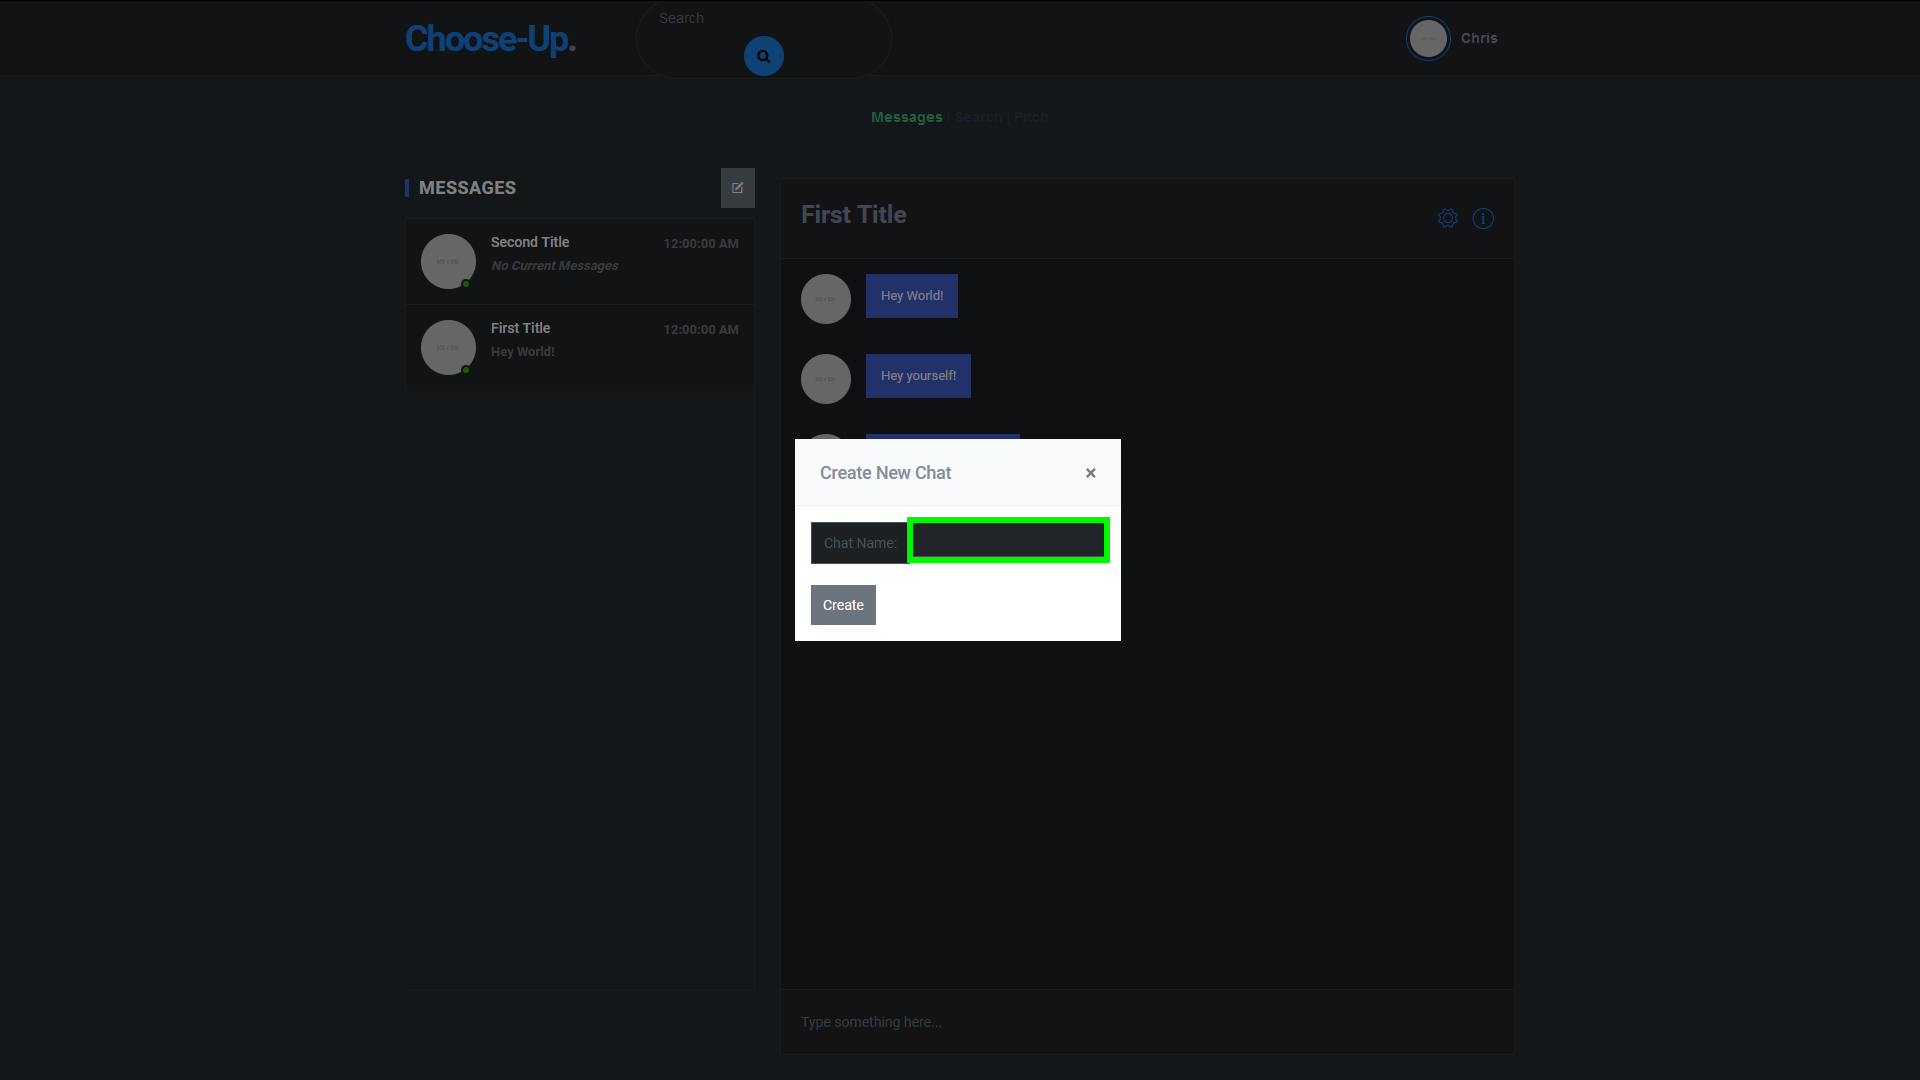 Choose-Up.
Search
Chris
Messages | Search | Pitch
MESSAGES
Second Title
12:00:00 AM
No Current Messages
First Title
12:00:00 AM
Hey World!
First Title
Hey World!
Hey yourself!
Create New Chat
×
Chat Name:
Create
Type something here...